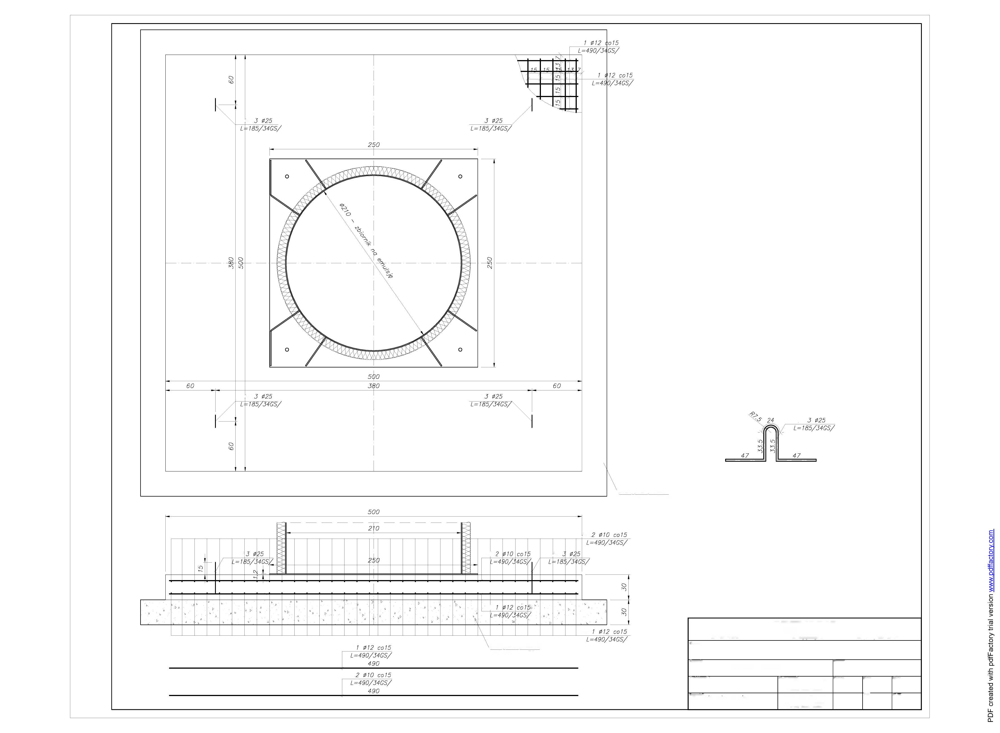 1 ø12 co15
L=490/34GS/
7
13
15 15 15 13 7
1 ø12 co15
L=490/34GS/
15
15
15
60
3 ø25
L=185/34GS/
3 ø25
L=185/34GS/
250
ø210 - zbiornik na emulsję
380
500
250
500
60
380
60
3 ø25
L=185/34GS/
3 ø25
L=185/34GS/
60
R7.5
24
3 ø25
L=185/34GS/
33.5
33.5
47
47
500
210
2 ø10 co15
L=490/34GS/
3 ø25
L=185/34GS/
2 ø10 co15
L=490/34GS/
3 ø25
L=185/34GS/
15
1.2
250
30
1 ø12 co15
L=490/34GS/
30
1 ø12 co15
L=490/34GS/
1 ø12 co15
L=490/34GS/
490
2 ø10 co15
L=490/34GS/
490
PDF created with pdfFactory trial version www.pdffactory.com